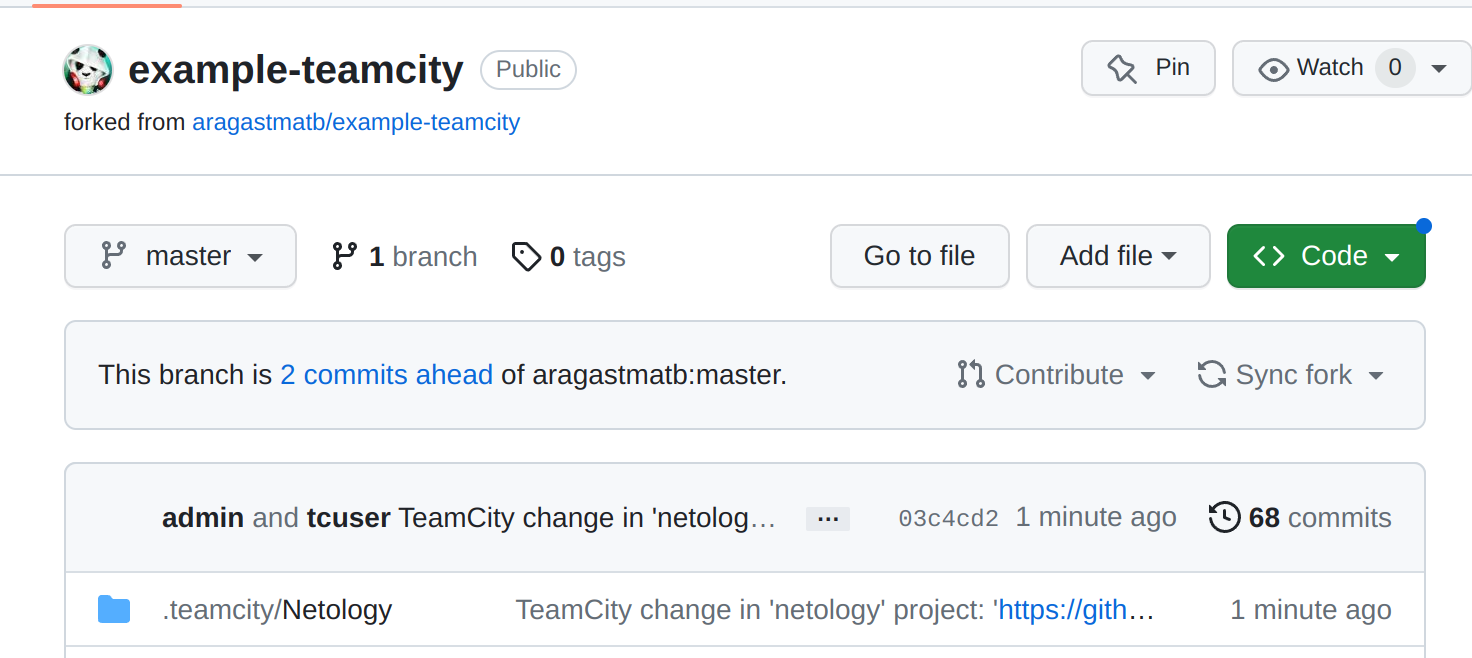 example-teamcity Public Pin Watch 0
forked from aragastmatb/example-teamcity
master 1 branch 0 tags Go to file Add file Code
This branch is 2 commits ahead of aragastmatb:master. Contribute Sync fork
admin and tcuser TeamCity change in 'netolog… ... 03c4cd2 1 minute ago 68 commits
.teamcity/Netology TeamCity change in 'netology' project: 'https://gith… 1 minute ago